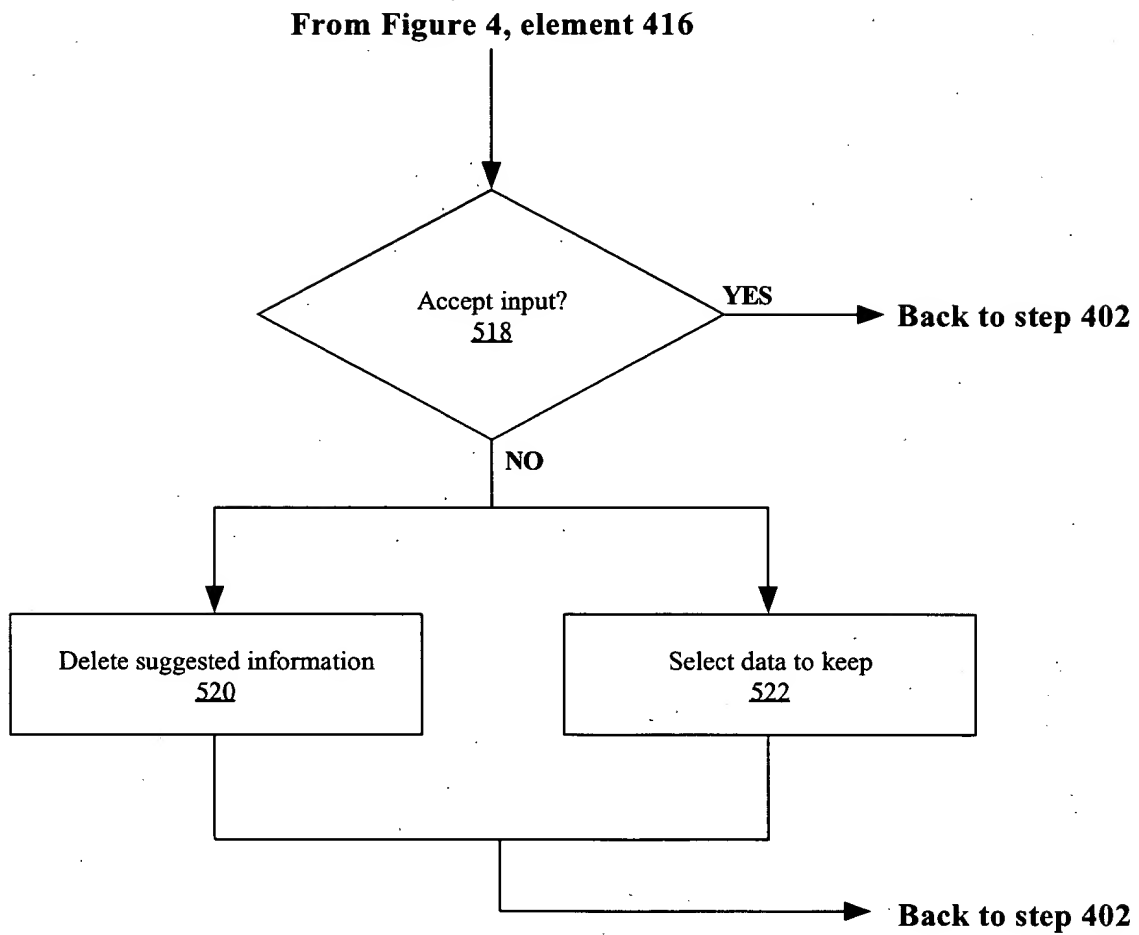 From Figure 4, element 416
Accept input?
518
YES
Back to step 402
NO
Delete suggested information
520
Select data to keep
522
Back to step 402